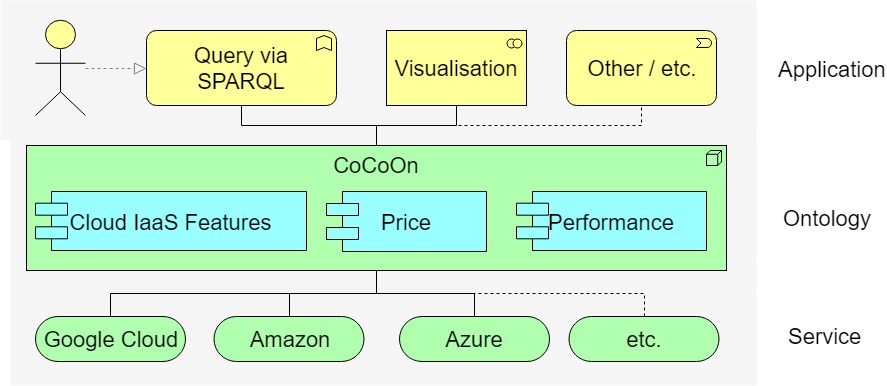 Query via
SPARQL
Visualisation
Other / etc.
Application
CoCoOn
Cloud IaaS Features
Price
Performance
Ontology
Google Cloud
Amazon
Azure
etc.
Service